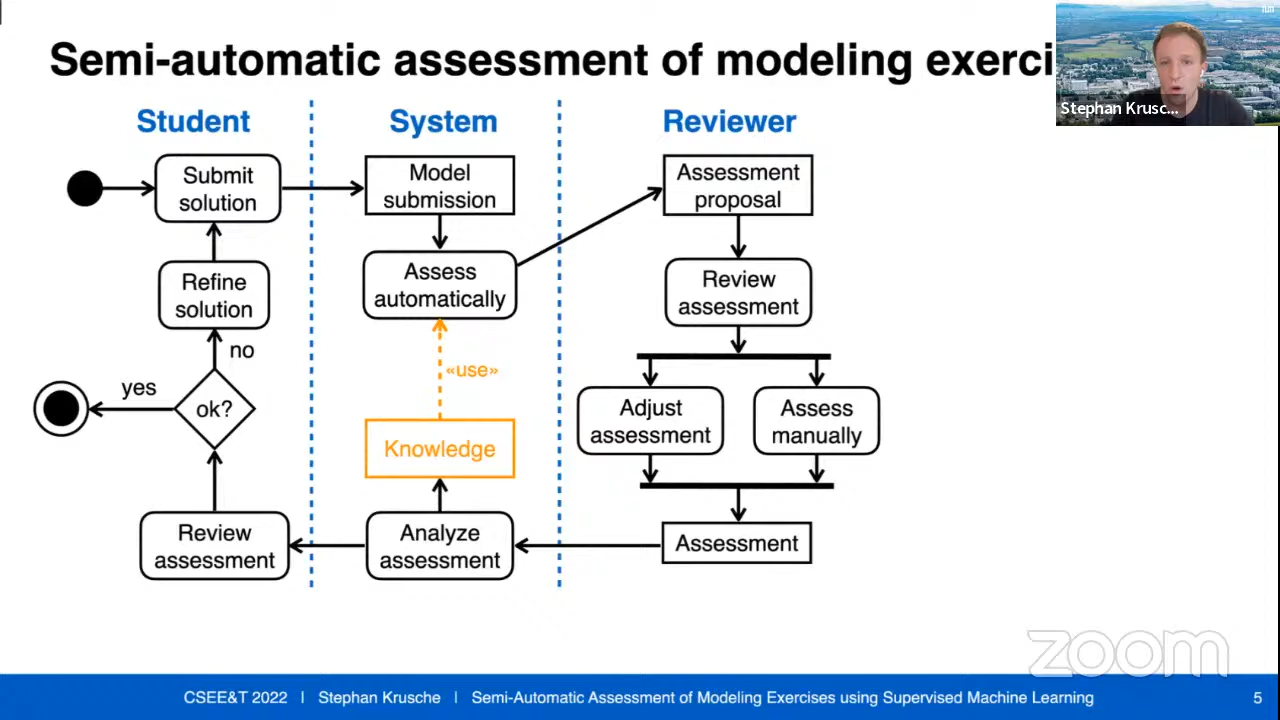 Semi-automatic assessment of modeling exerci
Stephan Krusc...
Student
System
Reviewer
Submit
solution
Model
submission
Assessment
proposal
Refine
solution
Assess
automatically
Review
assessment
no
yes
ok?
«use»
Adjust
assessment
Assess
manually
Knowledge
Review
assessment
Analyze
assessment
Assessment
zoom
CSEE&T 2022 I Stephan Krusche I Semi-Automatic Assessment of Modeling Exercises using Supervised Machine Learning 5